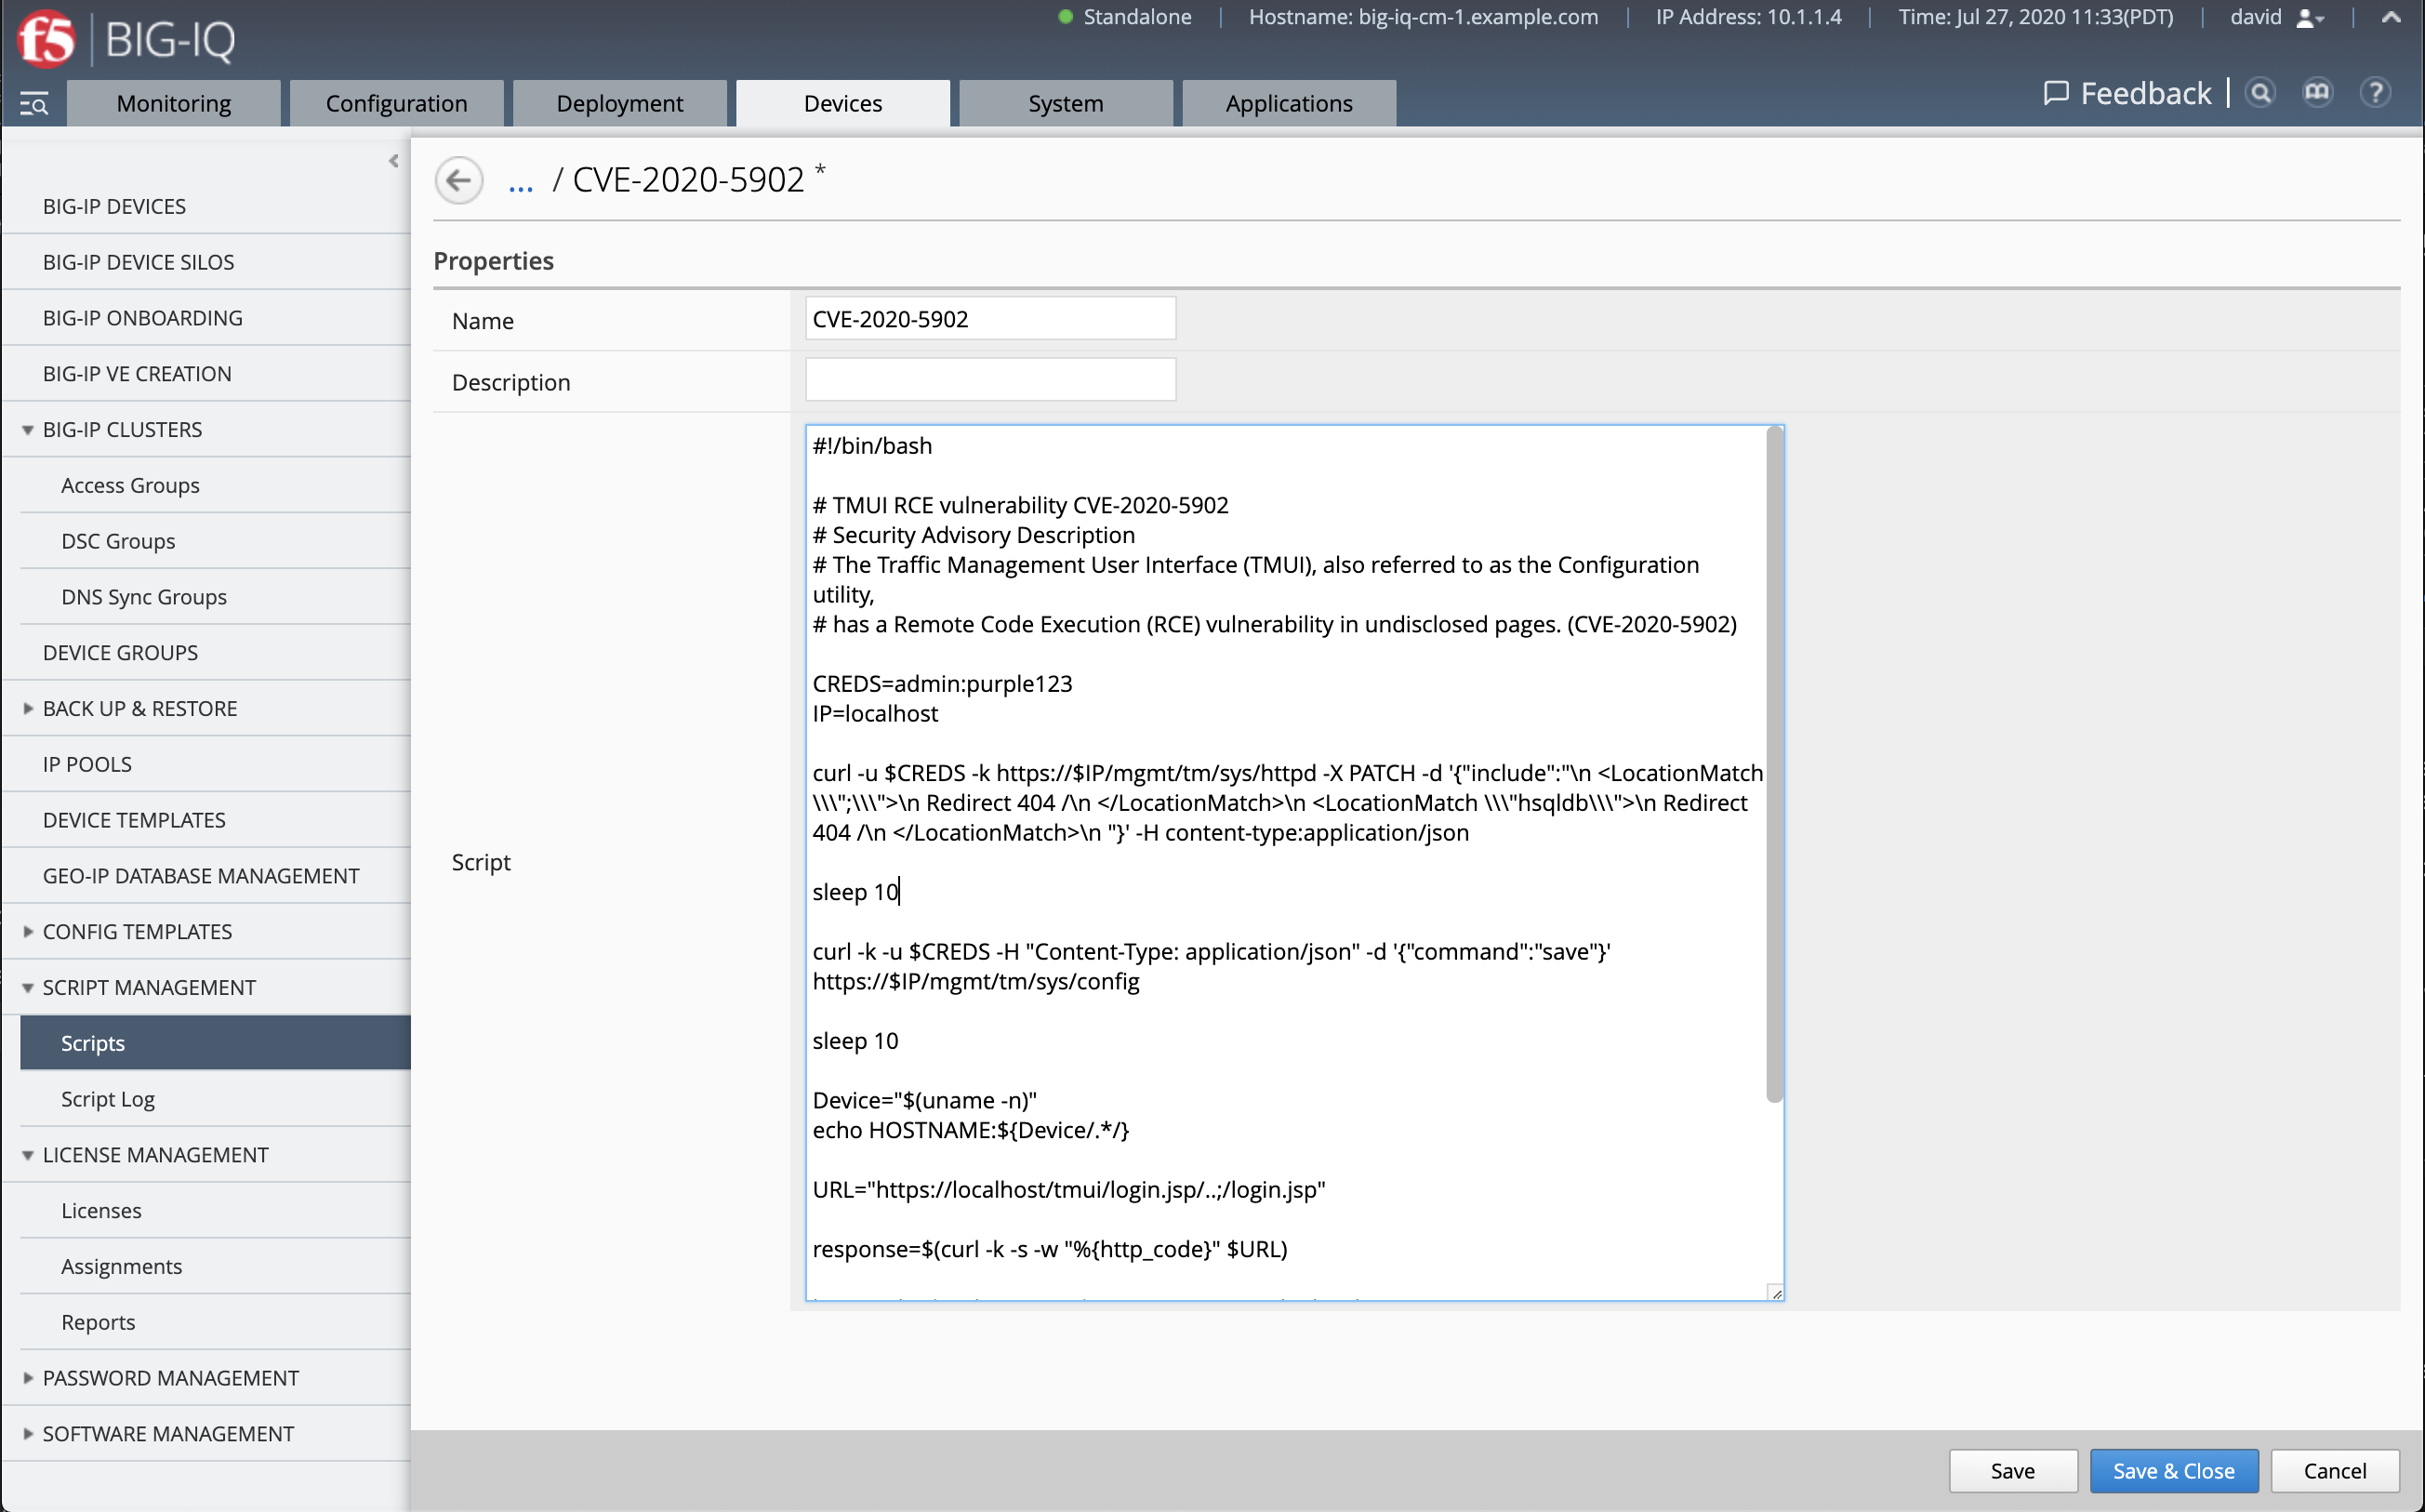 f5 BIG-IQ
Standalone | Hostname: big-iq-cm-1.example.com | IP Address: 10.1.1.4 | Time: Jul 27, 2020 11:33(PDT) | david
Monitoring Configuration Deployment Devices System Applications
Feedback | ?
BIG-IP DEVICES
BIG-IP DEVICE SILOS
BIG-IP ONBOARDING
BIG-IP VE CREATION
BIG-IP CLUSTERS
Access Groups
DSC Groups
DNS Sync Groups
DEVICE GROUPS
BACK UP & RESTORE
IP POOLS
DEVICE TEMPLATES
GEO-IP DATABASE MANAGEMENT
CONFIG TEMPLATES
SCRIPT MANAGEMENT
Scripts
Script Log
LICENSE MANAGEMENT
Licenses
Assignments
Reports
PASSWORD MANAGEMENT
SOFTWARE MANAGEMENT
... / CVE-2020-5902 *
Properties
Name CVE-2020-5902
Description
Script
#!/bin/bash
# TMUI RCE vulnerability CVE-2020-5902
# Security Advisory Description
# The Traffic Management User Interface (TMUI), also referred to as the Configuration
utility,
# has a Remote Code Execution (RCE) vulnerability in undisclosed pages. (CVE-2020-5902)
CREDS=admin:purple123
IP=localhost
curl -u $CREDS -k https://$IP/mgmt/tm/sys/httpd -X PATCH -d '{"include":"\n <LocationMatch
\\\";\\\">\n Redirect 404 /\n </LocationMatch>\n <LocationMatch \\\"hsqldb\\\">\n Redirect
404 /\n </LocationMatch>\n "}' -H content-type:application/json
sleep 10
curl -k -u $CREDS -H "Content-Type: application/json" -d '{"command":"save"}'
https://$IP/mgmt/tm/sys/config
sleep 10
Device="$(uname -n)"
echo HOSTNAME:${Device/.*/}
URL="https://localhost/tmui/login.jsp/..;/login.jsp"
response=$(curl -k -s -w "%{http_code}" $URL)
Save Save & Close Cancel